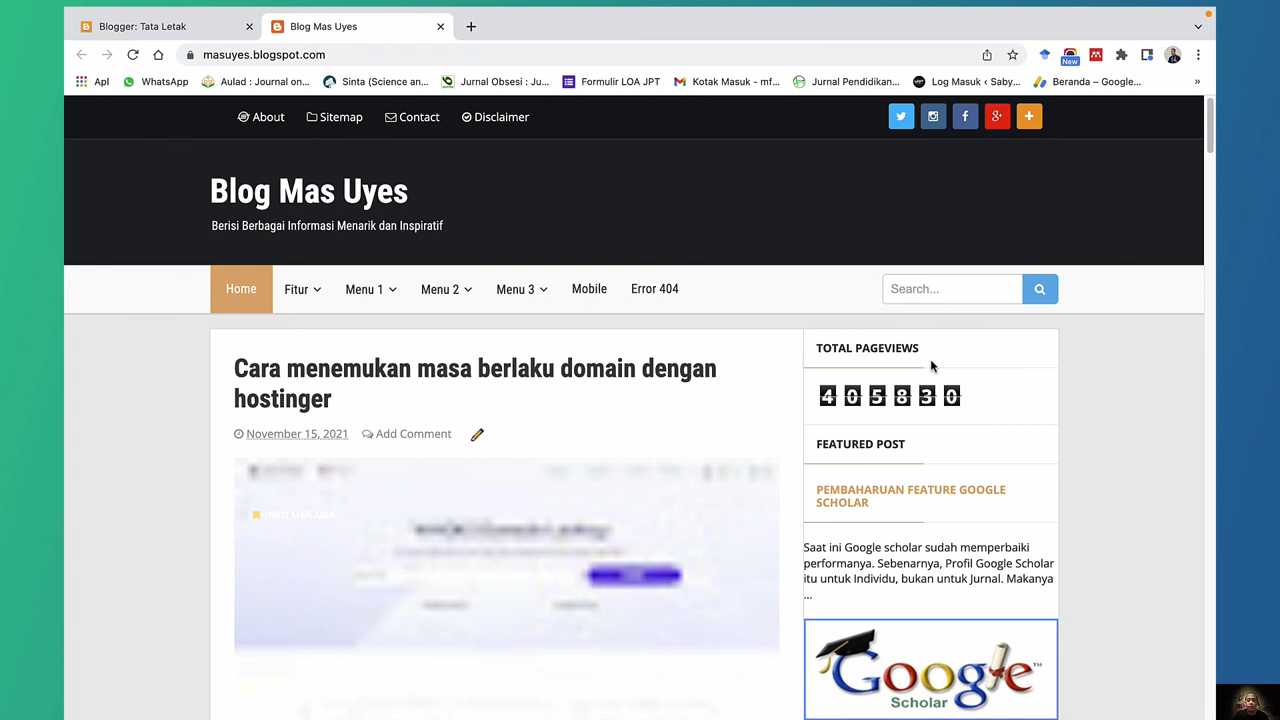 Blogger: Tata Letak
Blog Mas Uyes
masuyes.blogspot.com
New
Apl
WhatsApp
Aulad : Journal on...
Sinta (Science an...
Jurnal Obsesi : Ju...
Formulir LOA JPT
Kotak Masuk - mf...
Jurnal Pendidikan...
Log Masuk ‹ Saby...
Beranda – Google...
»
About
Sitemap
Contact
Disclaimer
Blog Mas Uyes
Berisi Berbagai Informasi Menarik dan Inspiratif
Home
Fitur
Menu 1
Menu 2
Menu 3
Mobile
Error 404
Search...
Cara menemukan masa berlaku domain dengan
hostinger
November 15, 2021
Add Comment
INFO MENARIK
TOTAL PAGEVIEWS
405830
FEATURED POST
PEMBAHARUAN FEATURE GOOGLE
SCHOLAR
Saat ini Google scholar sudah memperbaiki
performanya. Sebenarnya, Profil Google Scholar
itu untuk Individu, bukan untuk Jurnal. Makanya
...
Google™
Scholar